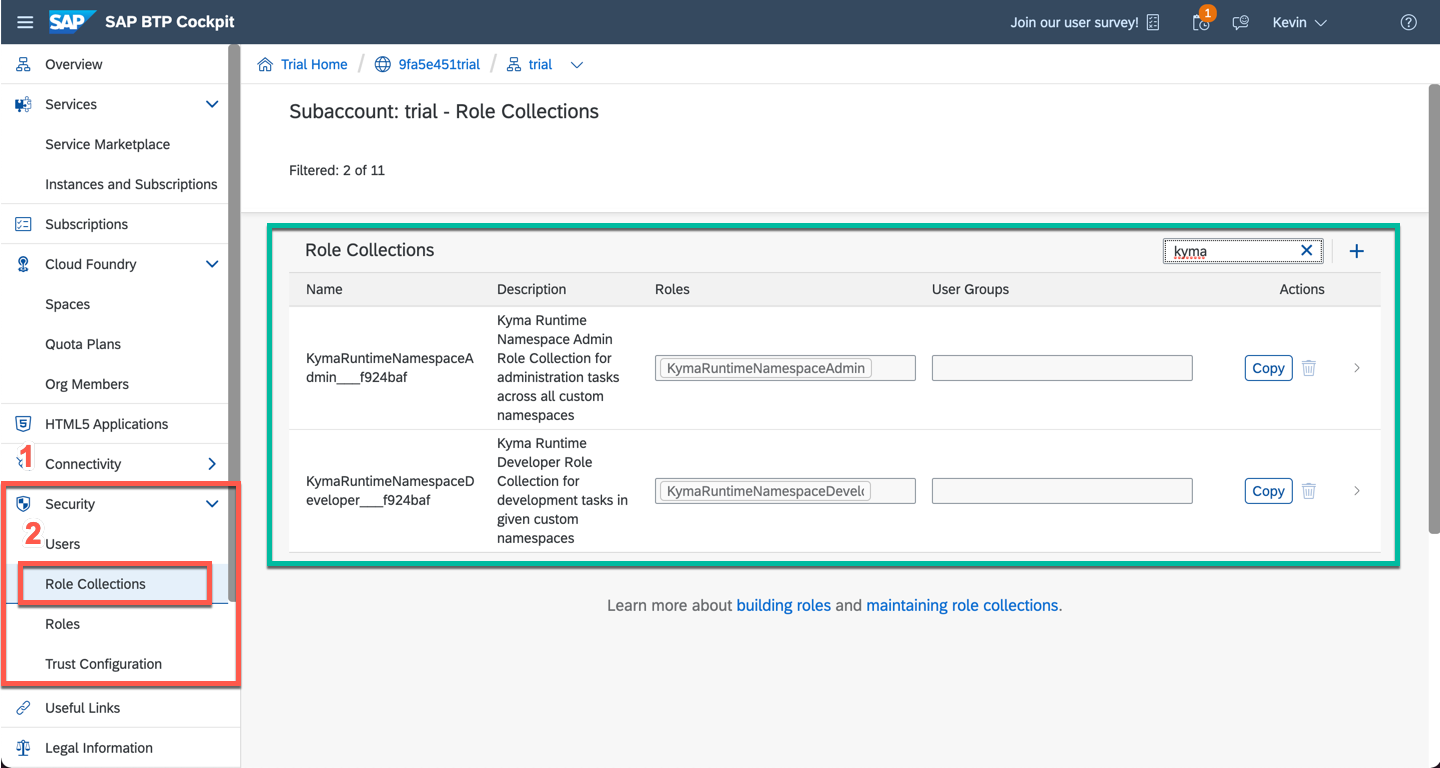 SAP SAP BTP Cockpit
Join our user survey!
1
Kevin
Overview
Services
Service Marketplace
Instances and Subscriptions
Subscriptions
Cloud Foundry
Spaces
Quota Plans
Org Members
HTML5 Applications
1
Connectivity
Security
2
Users
Role Collections
Roles
Trust Configuration
Useful Links
Legal Information
Trial Home / 9fa5e451trial / trial
Subaccount: trial - Role Collections
Filtered: 2 of 11
Role Collections
kyma
Name Description Roles User Groups Actions
KymaRuntimeNamespaceA
dmin___f924baf
Kyma Runtime
Namespace Admin
Role Collection for
administration tasks
across all custom
namespaces
KymaRuntimeNamespaceAdmin
Copy
KymaRuntimeNamespaceD
eveloper___f924baf
Kyma Runtime
Developer Role
Collection for
development tasks in
given custom
namespaces
KymaRuntimeNamespaceDevel
Copy
Learn more about building roles and maintaining role collections.